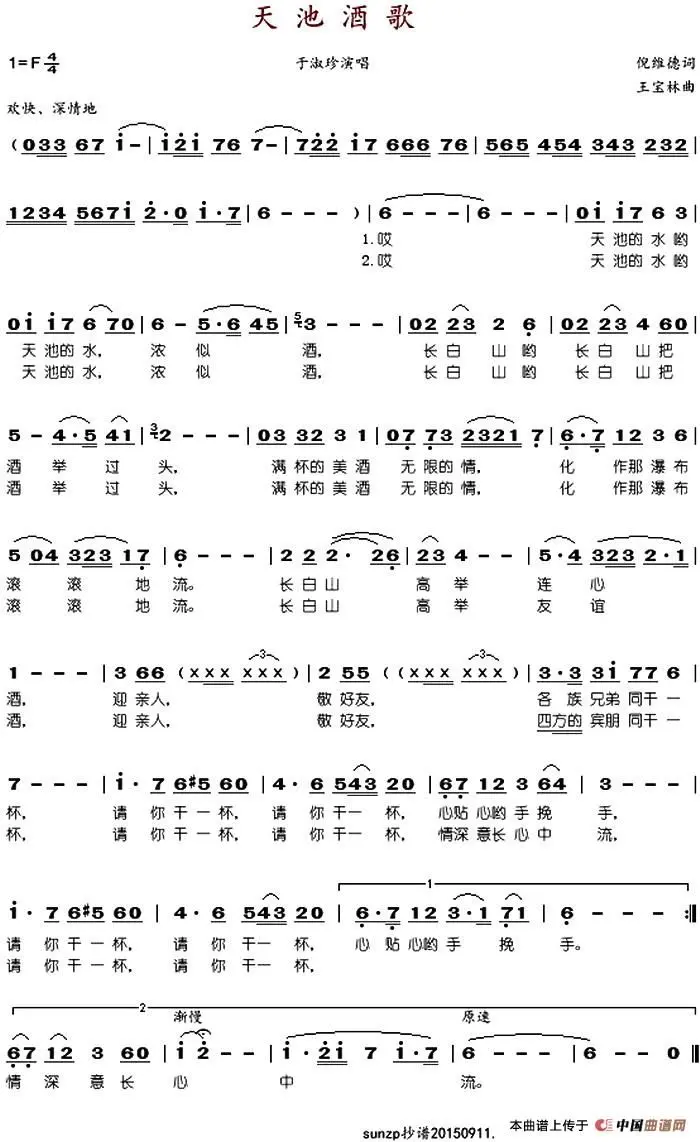 天池酒歌
1=F 4/4 于淑珍演唱 倪维德词
王宝林曲
欢快、深情地
(033 67 i-|i2i 76 7-|722 i7 666 76|565 454 343 232|
1234 567i 2·0 i·7|6---)|6---|6---|0i i7 6 3|
1.哎 天池的水哟
2.哎 天池的水哟
0i i7 6 70|6- 5·6 45|5 3---|02 23 2 6|02 23 4 60|
天池的水, 浓似 酒, 长白山哟 长白山把
天池的水, 浓似 酒, 长白山哟 长白山把
5- 4·5 41|3 2---|03 32 3 1|07 73 2321 7|6·7 12 3 6|
酒举过头, 满杯的美酒 无限的情, 化作那瀑布
酒举过头, 满杯的美酒 无限的情, 化作那瀑布
5 04 323 17|6---|2 2 2· 26|23 4--|5·4 323 2·1|
滚滚地流。 长白山 高举连心
滚滚地流。 长白山 高举友谊
1---|3 66 (xxx xxx)|2 55 ((xxx xxx)|3·3 3i 77 6|
3 3
酒, 迎亲人, 敬好友, 各族兄弟同干一
酒, 迎亲人, 敬好友, 四方的宾朋同干一
7---|i·7 6#5 60|4·6 543 20|67 12 3 64|3---|
杯, 请你干一杯, 请你干一杯, 心贴心哟手挽手,
杯, 请你干一杯, 请你干一杯, 情深意长心中流,
1
i·7 6#5 60|4·6 543 20|6·7 12 3·1 71|6---:|
请你干一杯, 请你干一杯, 心贴心哟手挽手。
请你干一杯, 请你干一杯,
2 渐慢 原速
67 12 3 60|i 2--|i·2i 7 i·7|6---|6--0‖
情深意长心中流。
sunzp抄谱20150911. 本曲谱上传于 中国曲谱网